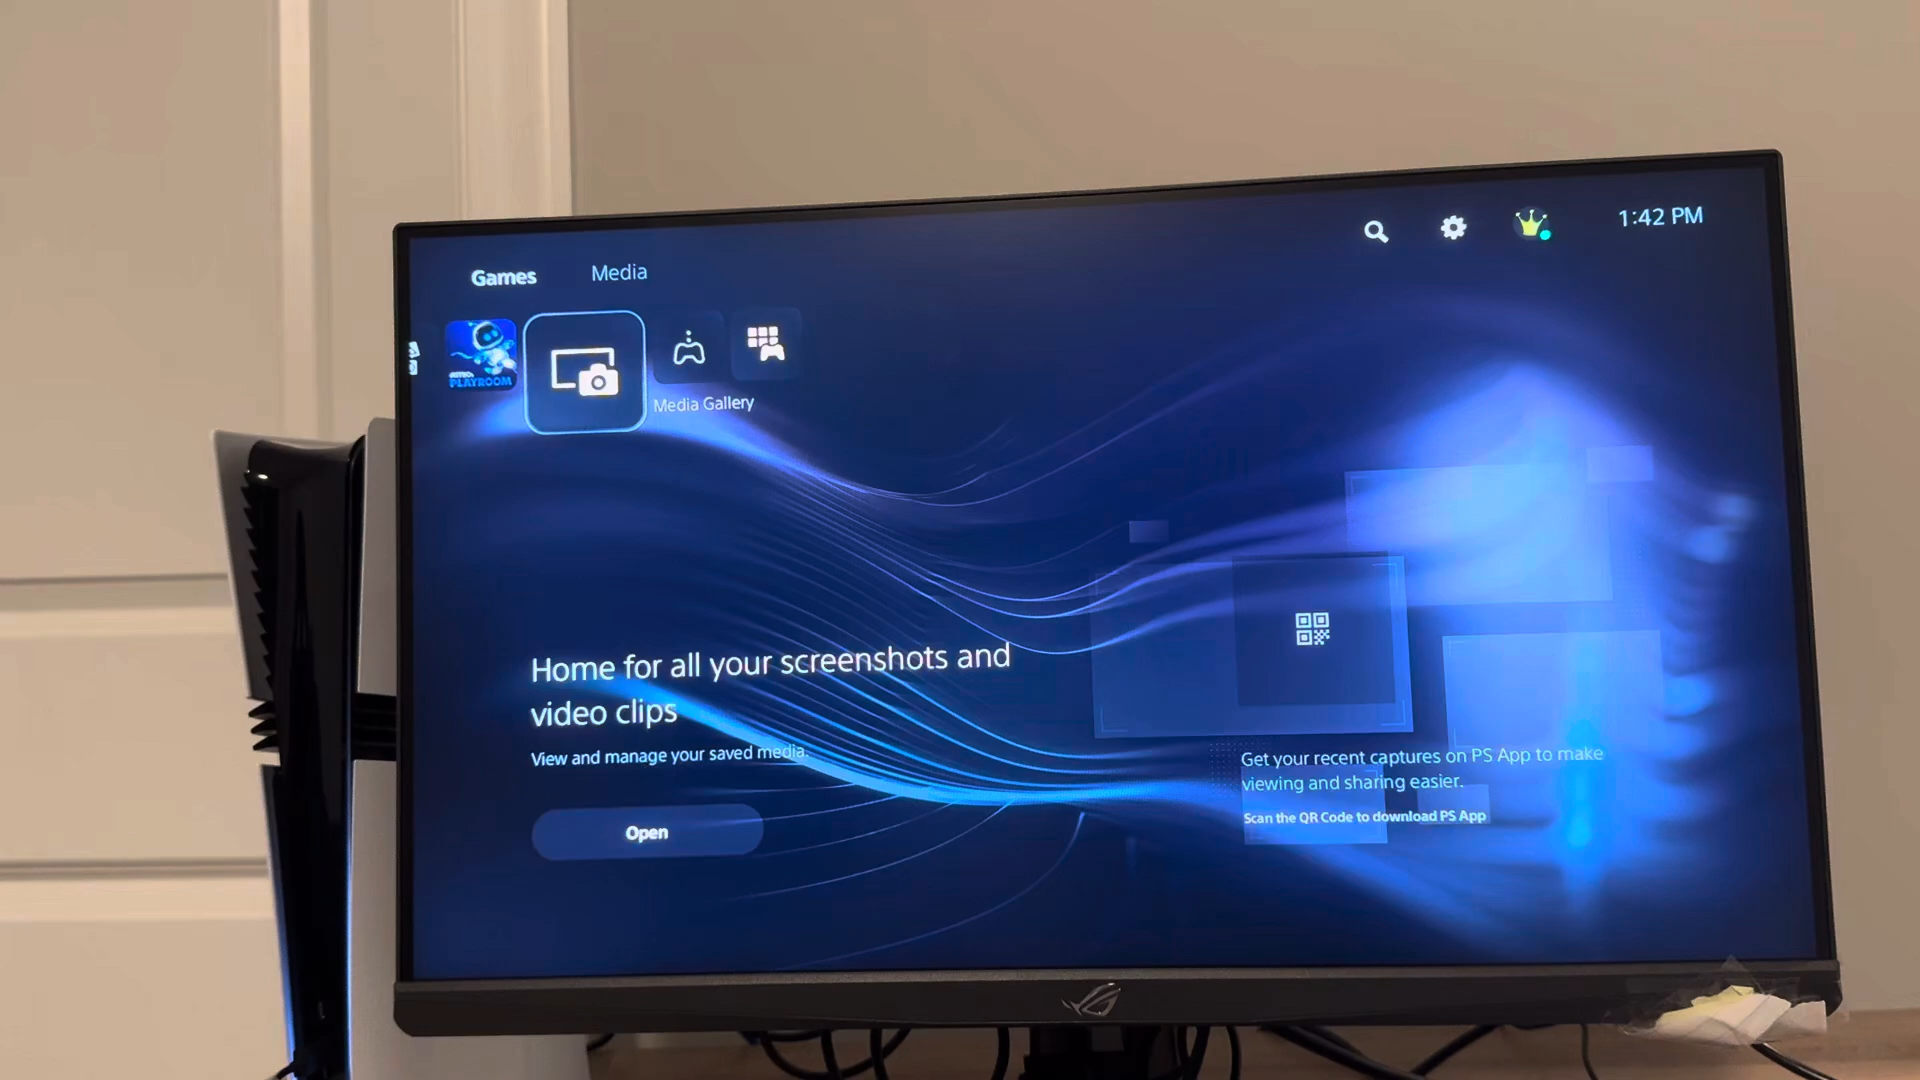 1:42 PM
Games
Media
ASTRO's
PLAYROOM
Media Gallery
Home for all your screenshots and
video clips
View and manage your saved media.
Open
Get your recent captures on PS App to make
viewing and sharing easier.
Scan the QR Code to download PS App